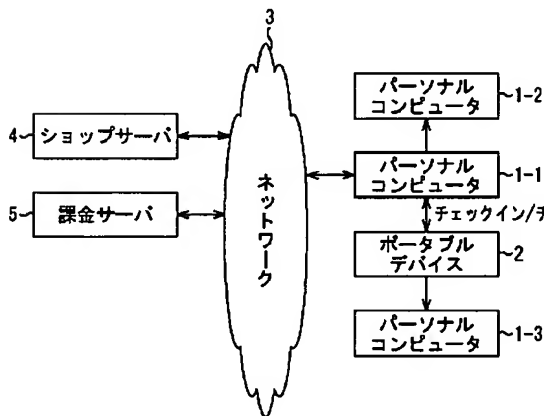 3
4 ショップサーバ
5 課金サーバ
ネットワーク
パーソナル
コンピュータ
1-2
パーソナル
コンピュータ
1-1
チェックイン/チ
ポータブル
デバイス
2
パーソナル
コンピュータ
1-3